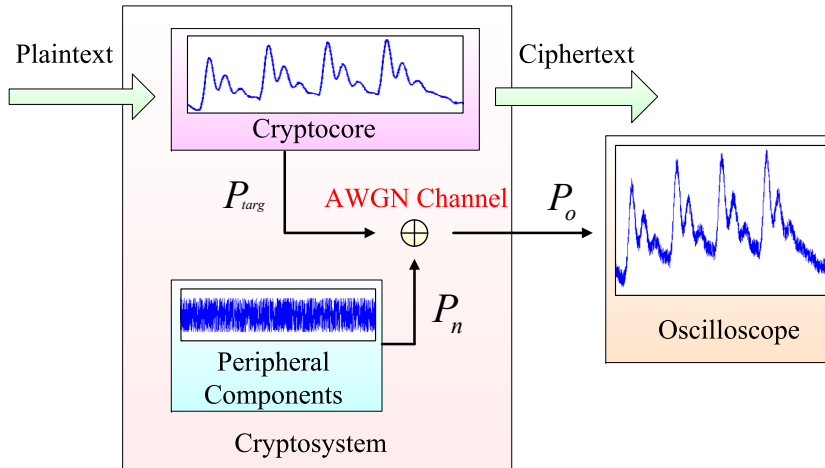 Plaintext
Ciphertext
Cryptocore
P_targ
AWGN Channel
P_o
P_n
Oscilloscope
Peripheral
Components
Cryptosystem